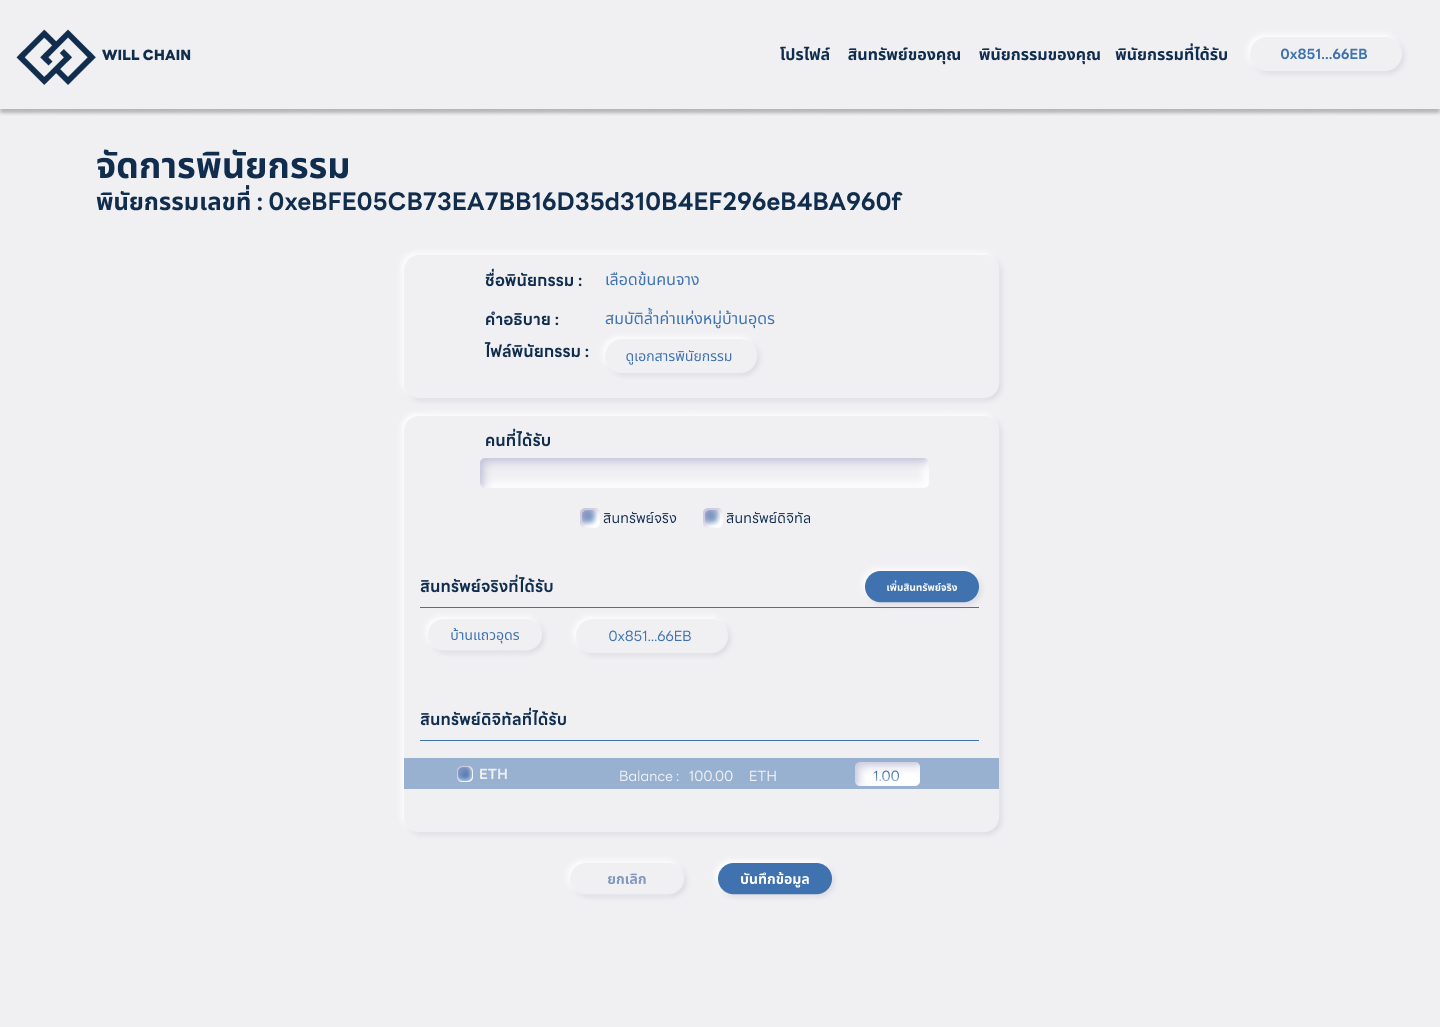 WILL CHAIN
โปรไฟล์ สินทรัพย์ของคุณ พินัยกรรมของคุณ พินัยกรรมที่ได้รับ 0x851...66EB
จัดการพินัยกรรม
พินัยกรรมเลขที่ : 0xeBFE05CB73EA7BB16D35d310B4EF296eB4BA960f
ชื่อพินัยกรรม : เลือดข้นคนจาง
คำอธิบาย : สมบัติล้ำค่าแห่งหมู่บ้านอุดร
ไฟล์พินัยกรรม : ดูเอกสารพินัยกรรม
คนที่ได้รับ
สินทรัพย์จริง สินทรัพย์ดิจิทัล
สินทรัพย์จริงที่ได้รับ เพิ่มสินทรัพย์จริง
บ้านแถวอุดร 0x851...66EB
สินทรัพย์ดิจิทัลที่ได้รับ
ETH Balance : 100.00 ETH 1.00
ยกเลิก บันทึกข้อมูล